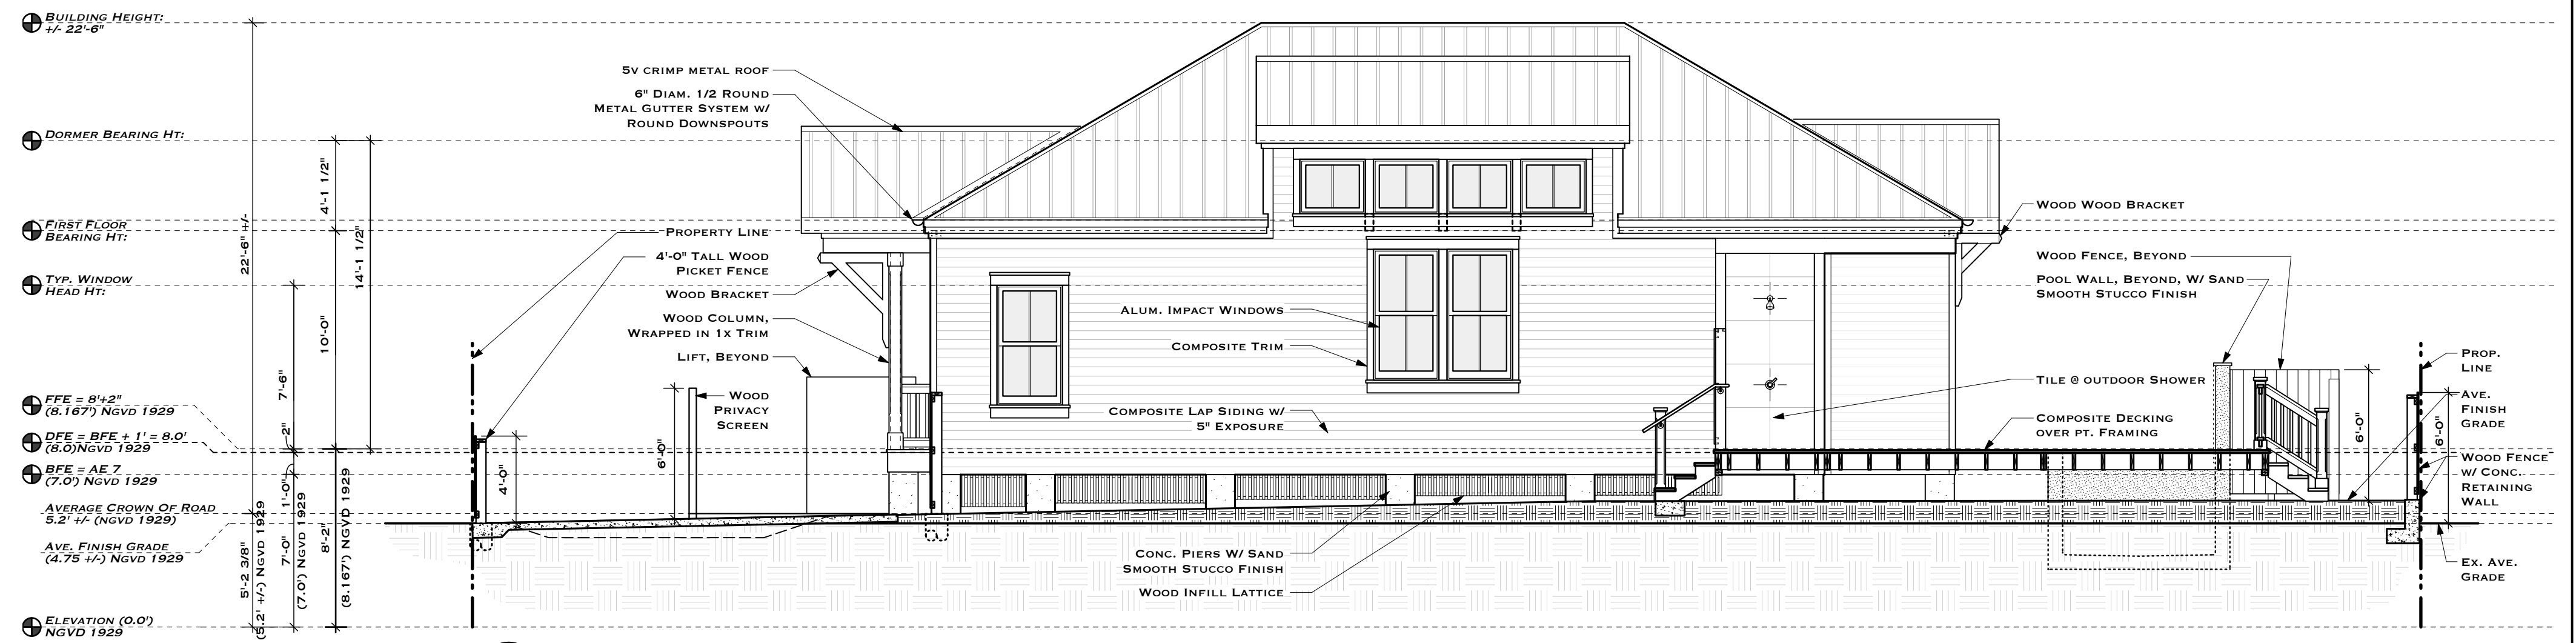 Building Height:
+/- 22'-6"
Dormer Bearing Ht:
First Floor
Bearing Ht:
Typ. Window
Head Ht:
FFE = 8'+2"
(8.167') NGVD 1929
DFE = BFE + 1' = 8.0'
(8.0)NGVD 1929
BFE = AE 7
(7.0') NGVD 1929
Average Crown Of Road
5.2' +/- (NGVD 1929)
Ave. Finish Grade
(4.75 +/-) NGVD 1929
Elevation (0.0')
NGVD 1929
22'-6" +/-
5'-2 3/8"
(5.2' +/-) NGVD 1929
7'-6"
2"
1'-0"
7'-0"
(7.0') NGVD 1929
4'-1 1/2"
10'-0"
8'-2"
(8.167') NGVD 1929
14'-1 1/2"
5V crimp metal roof
6" Diam. 1/2 Round
Metal Gutter System w/
Round Downspouts
Property Line
4'-0" Tall Wood
Picket Fence
Wood Bracket
Wood Column,
Wrapped in 1x Trim
Lift, Beyond
Wood
Privacy
Screen
4'-0"
6'-0"
Alum. Impact Windows
Composite Trim
Composite Lap Siding w/
5" Exposure
Conc. Piers W/ Sand
Smooth Stucco Finish
Wood Infill Lattice
Wood Wood Bracket
Wood Fence, Beyond
Pool Wall, Beyond, W/ Sand
Smooth Stucco Finish
Tile @ outdoor Shower
Composite Decking
over pt. Framing
6'-0"
6'-0"
Prop.
Line
Ave.
Finish
Grade
Wood Fence
w/ Conc.
Retaining
Wall
Ex. Ave.
Grade